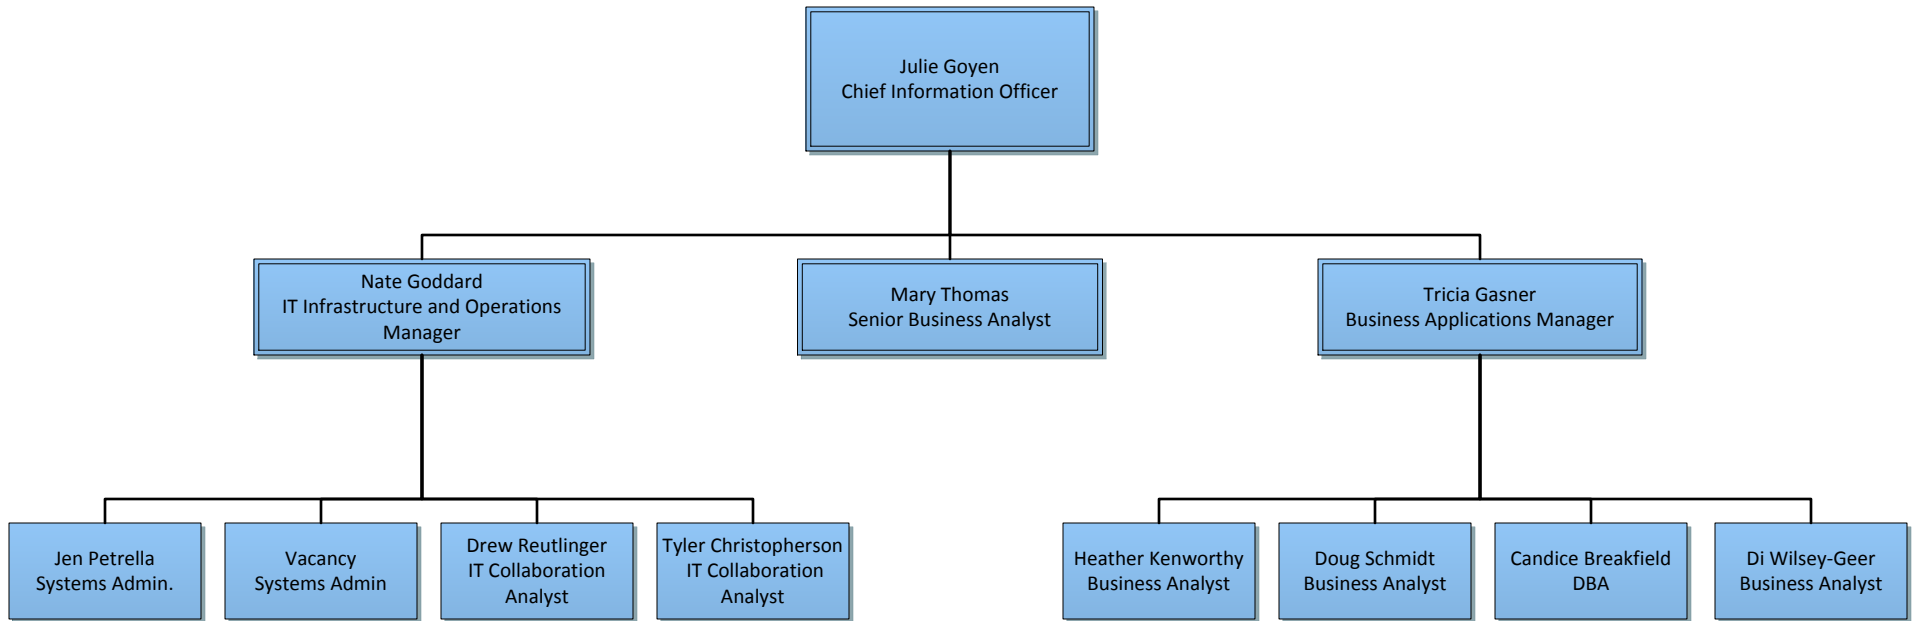 Julie Goyen
Chief Information Officer
Nate Goddard
IT Infrastructure and Operations
Manager
Mary Thomas
Senior Business Analyst
Tricia Gasner
Business Applications Manager
Jen Petrella
Systems Admin.
Vacancy
Systems Admin
Drew Reutlinger
IT Collaboration
Analyst
Tyler Christopherson
IT Collaboration
Analyst
Heather Kenworthy
Business Analyst
Doug Schmidt
Business Analyst
Candice Breakfield
DBA
Di Wilsey-Geer
Business Analyst